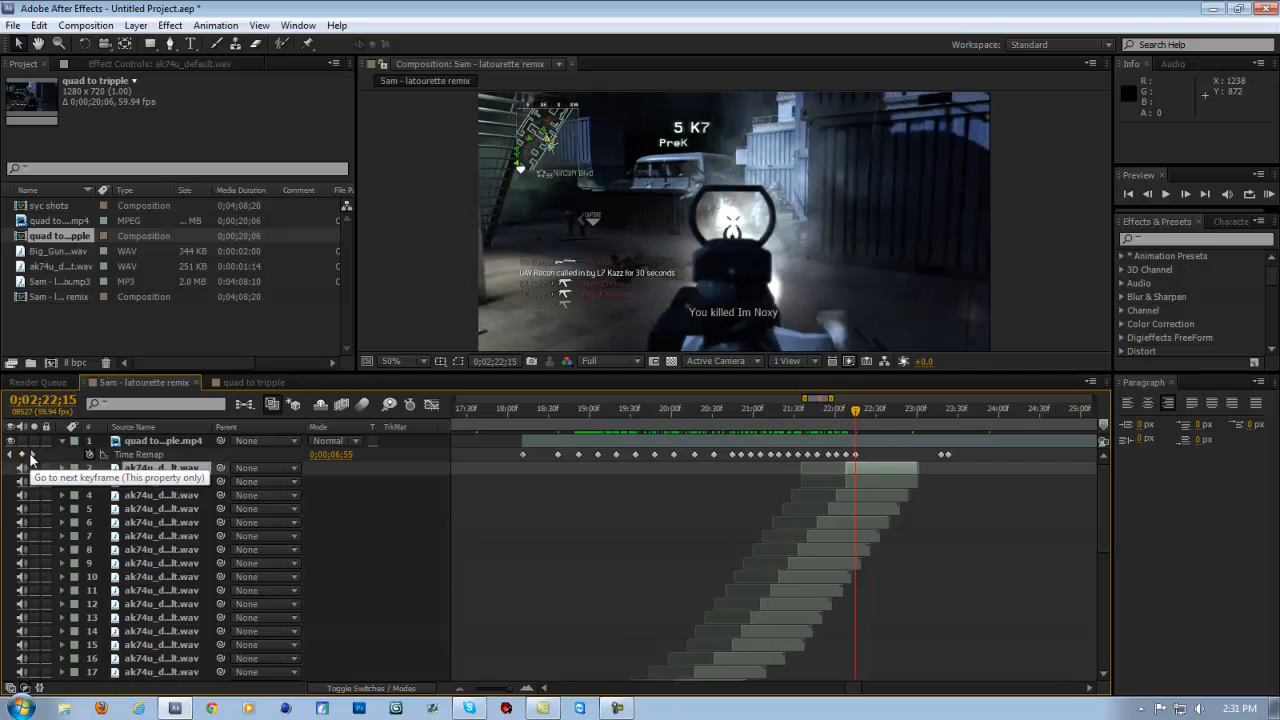 Adobe After Effects - Untitled Project.aep *
File Edit Composition Layer Effect Animation View Window Help
Workspace: Standard
Search Help
Project
Effect Controls: ak74u_default.wav
Composition: Sam - latourette remix
Info
Audio
quad to tripple
1280 x 720 (1.00)
Δ 0;00;20;06, 59.94 fps
Sam - latourette remix
R :
G :
B :
A : 0
X : 1238
Y : 872
Preview
Name Type Size Media Duration Comment File P
syc shots Composition 0;04;08;20
quad to....mp4 MPEG ... MB 0;00;20;06
quad to...pple Composition 0;00;20;06
Big_Gun...wav WAV 344 KB 0:00:02:00
ak74u_d...t.wav WAV 251 KB 0:00:01:14
Sam - l...ix.mp3 MP3 2.0 MB 0:04:08:10
Sam - l... remix Composition 0;04;08;20
E SE S SW
5 K7
PreK
NinJah Blvd
CAPTURE
UAV Recon called in by L7 Kazz for 30 seconds
You killed Im Noxy
Effects & Presets
Characte
* Animation Presets
3D Channel
Audio
Blur & Sharpen
Channel
Color Correction
Digieffects FreeForm
Distort
8 bpc
50%
0;02;22;15
Full
Active Camera
1 View
+0.0
Render Queue
Sam - latourette remix
quad to tripple
Paragraph
0;02;22;15
08527 (59.94 fps)
17:30f 18:00f 18:30f 19:00f 19:30f 20:00f 20:30f 21:00f 21:30f 22:00f 22:30f 23:00f 23:30f 24:00f 24:30f 25:00f
# Source Name Parent Mode T TrkMat
1 quad to...ple.mp4 None Normal
Time Remap 0;00;06;55
2 ak74u_d...lt.wav None
Go to next keyframe (This property only)
None
4 ak74u_d...lt.wav None
5 ak74u_d...lt.wav None
6 ak74u_d...lt.wav None
7 ak74u_d...lt.wav None
8 ak74u_d...lt.wav None
9 ak74u_d...lt.wav None
10 ak74u_d...lt.wav None
11 ak74u_d...lt.wav None
12 ak74u_d...lt.wav None
13 ak74u_d...lt.wav None
14 ak74u_d...lt.wav None
15 ak74u_d...lt.wav None
16 ak74u_d...lt.wav None
17 ak74u_d...lt.wav None
0 px
0 px
0 px
0 px
0 px
Toggle Switches / Modes
2:31 PM